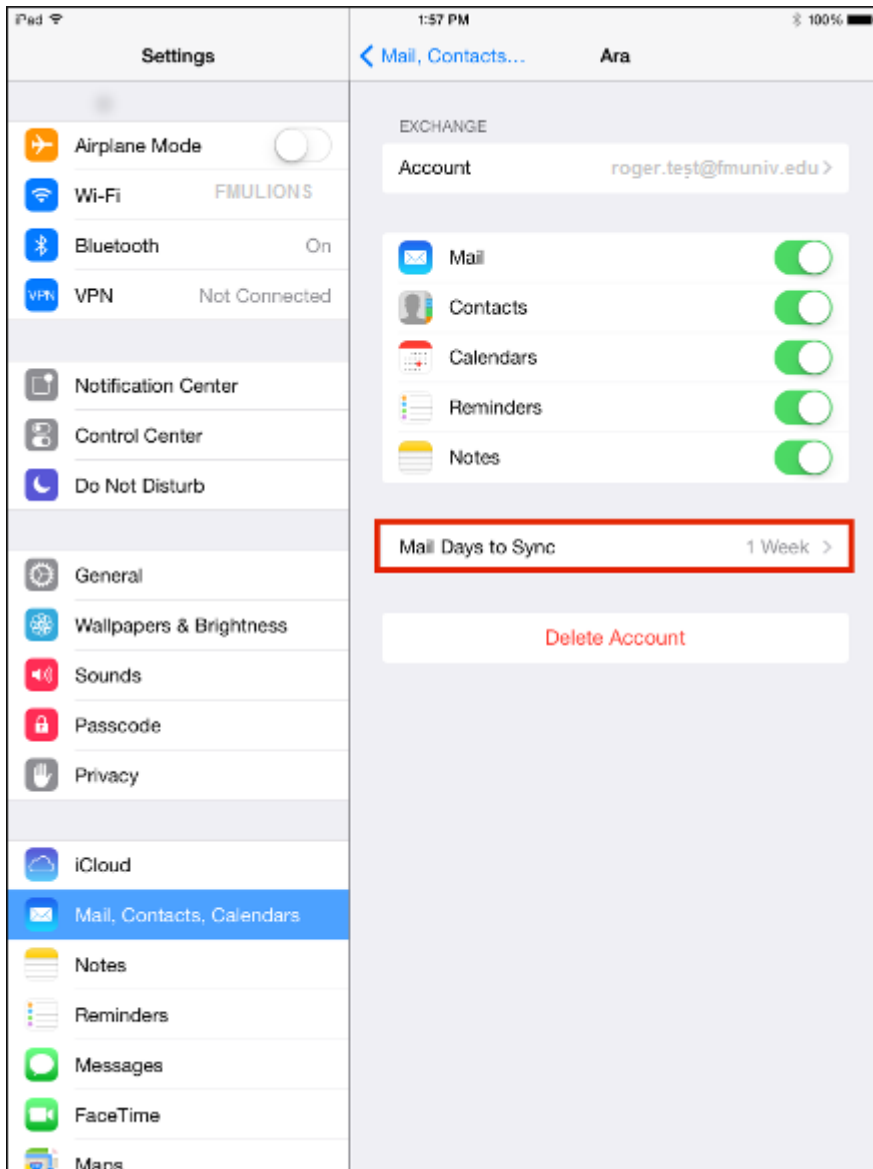 iPad
1:57 PM
100%
Settings
Mail, Contacts...
Ara
Airplane Mode
Wi-Fi
FMULIONS
Bluetooth
On
VPN
VPN
Not Connected
Notification Center
Control Center
Do Not Disturb
General
Wallpapers & Brightness
Sounds
Passcode
Privacy
iCloud
Mail, Contacts, Calendars
Notes
Reminders
Messages
FaceTime
Maps
EXCHANGE
Account
roger.test@fmuniv.edu
Mail
Contacts
Calendars
Reminders
Notes
Mail Days to Sync
1 Week
Delete Account